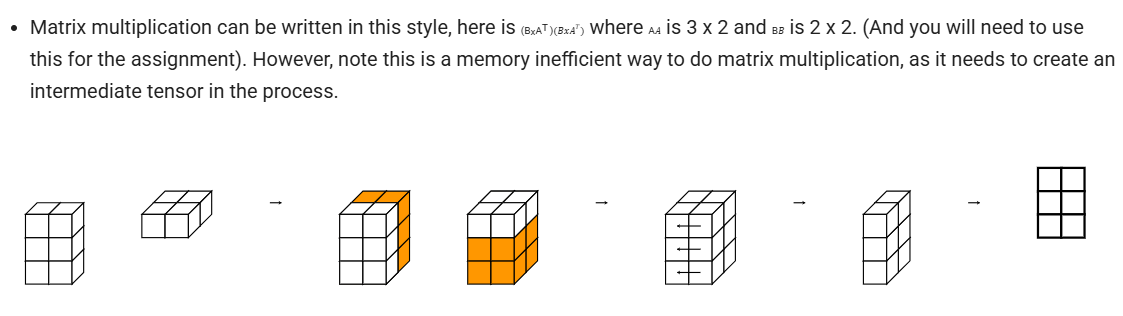 • Matrix multiplication can be written in this style, here is (BxAᵀ)(BxAᵀ) where AA is 3 x 2 and BB is 2 x 2. (And you will need to use
this for the assignment). However, note this is a memory inefficient way to do matrix multiplication, as it needs to create an
intermediate tensor in the process.